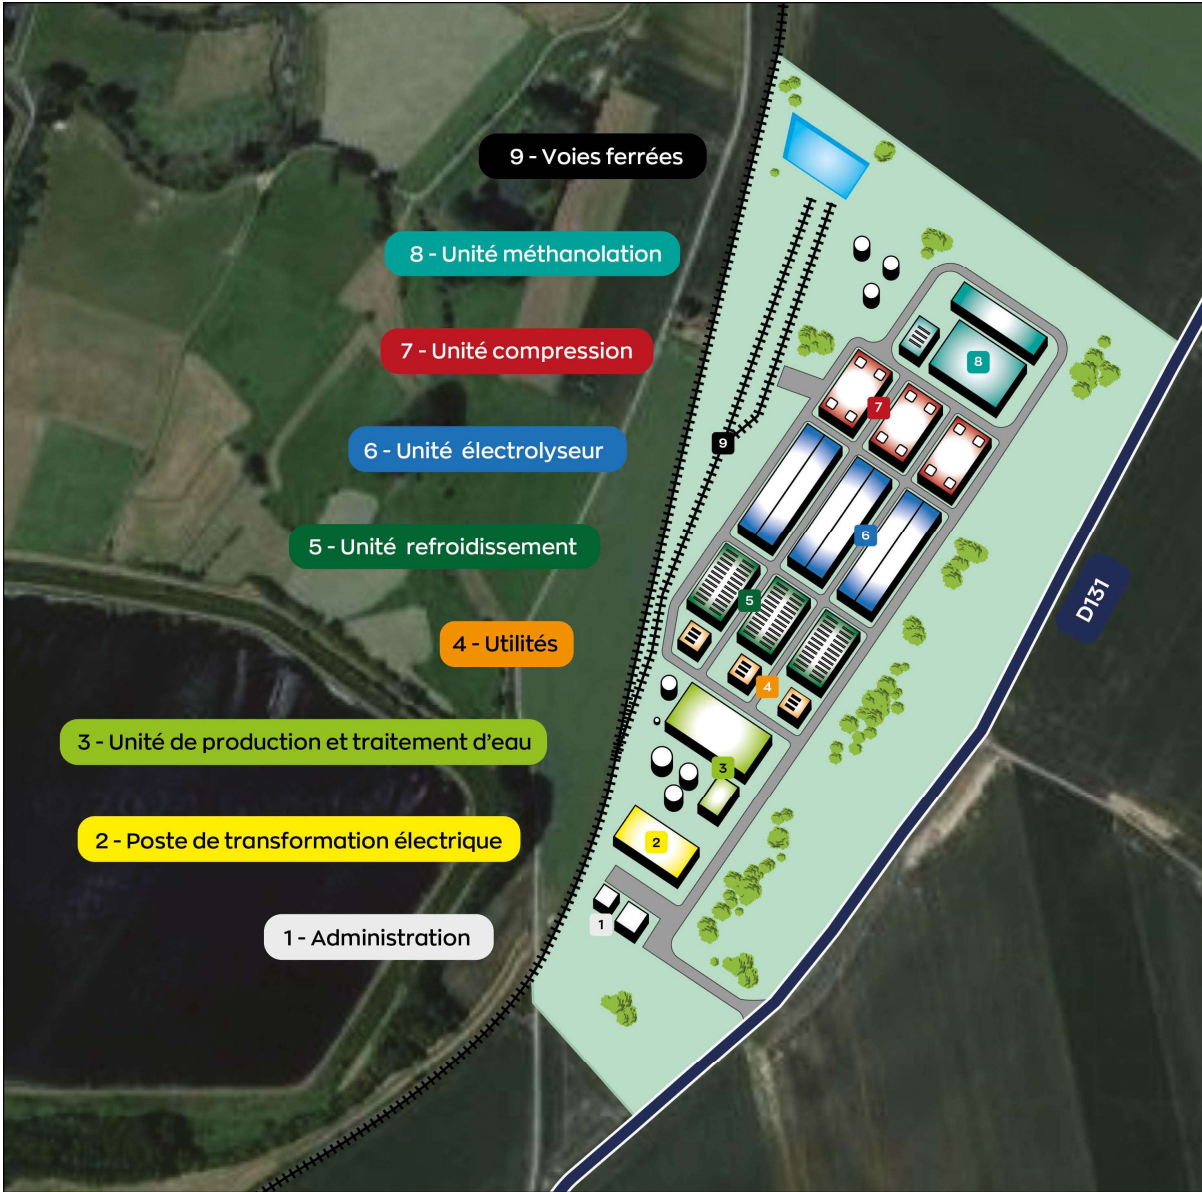 9 - Voies ferrées
8 - Unité méthanolation
7 - Unité compression
6 - Unité électrolyseur
5 - Unité refroidissement
4 - Utilités
3 - Unité de production et traitement d'eau
2 - Poste de transformation électrique
1 - Administration
8
7
9
6
5
4
3
2
1
D131